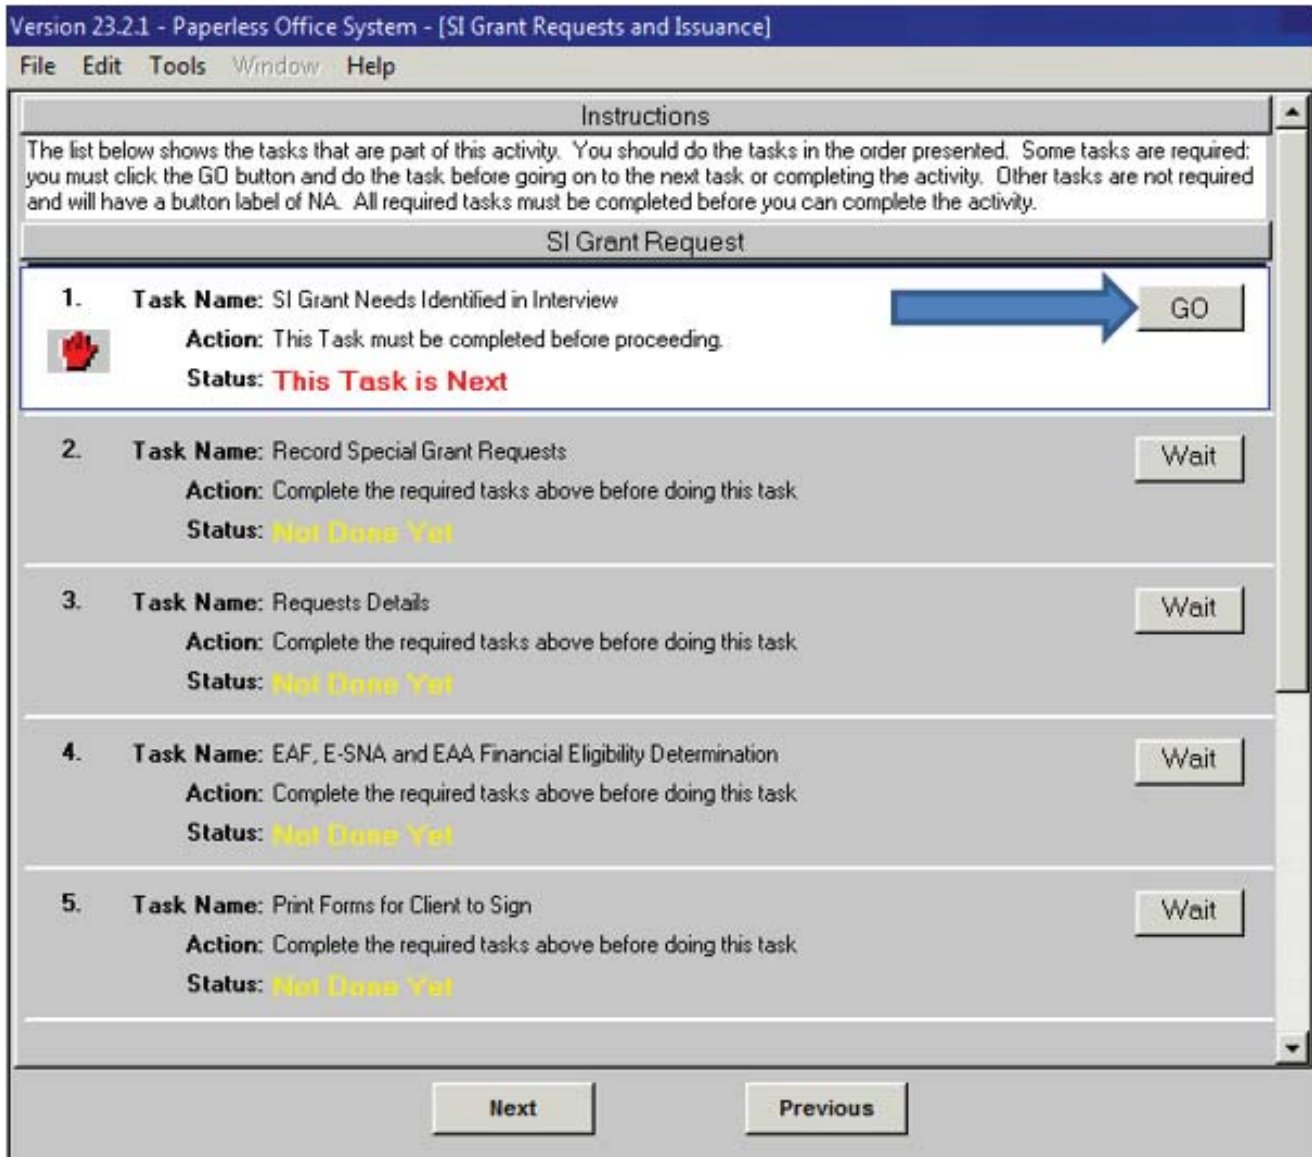 Version 23.2.1 - Paperless Office System - [SI Grant Requests and Issuance]
File Edit Tools Window Help
Instructions
The list below shows the tasks that are part of this activity. You should do the tasks in the order presented. Some tasks are required:
you must click the GO button and do the task before going on to the next task or completing the activity. Other tasks are not required
and will have a button label of NA. All required tasks must be completed before you can complete the activity.
SI Grant Request
1. Task Name: SI Grant Needs Identified in Interview GO
Action: This Task must be completed before proceeding.
Status: This Task is Next
2. Task Name: Record Special Grant Requests Wait
Action: Complete the required tasks above before doing this task
Status: Not Done Yet
3. Task Name: Requests Details Wait
Action: Complete the required tasks above before doing this task
Status: Not Done Yet
4. Task Name: EAF, E-SNA and EAA Financial Eligibility Determination Wait
Action: Complete the required tasks above before doing this task
Status: Not Done Yet
5. Task Name: Print Forms for Client to Sign Wait
Action: Complete the required tasks above before doing this task
Status: Not Done Yet
Next Previous